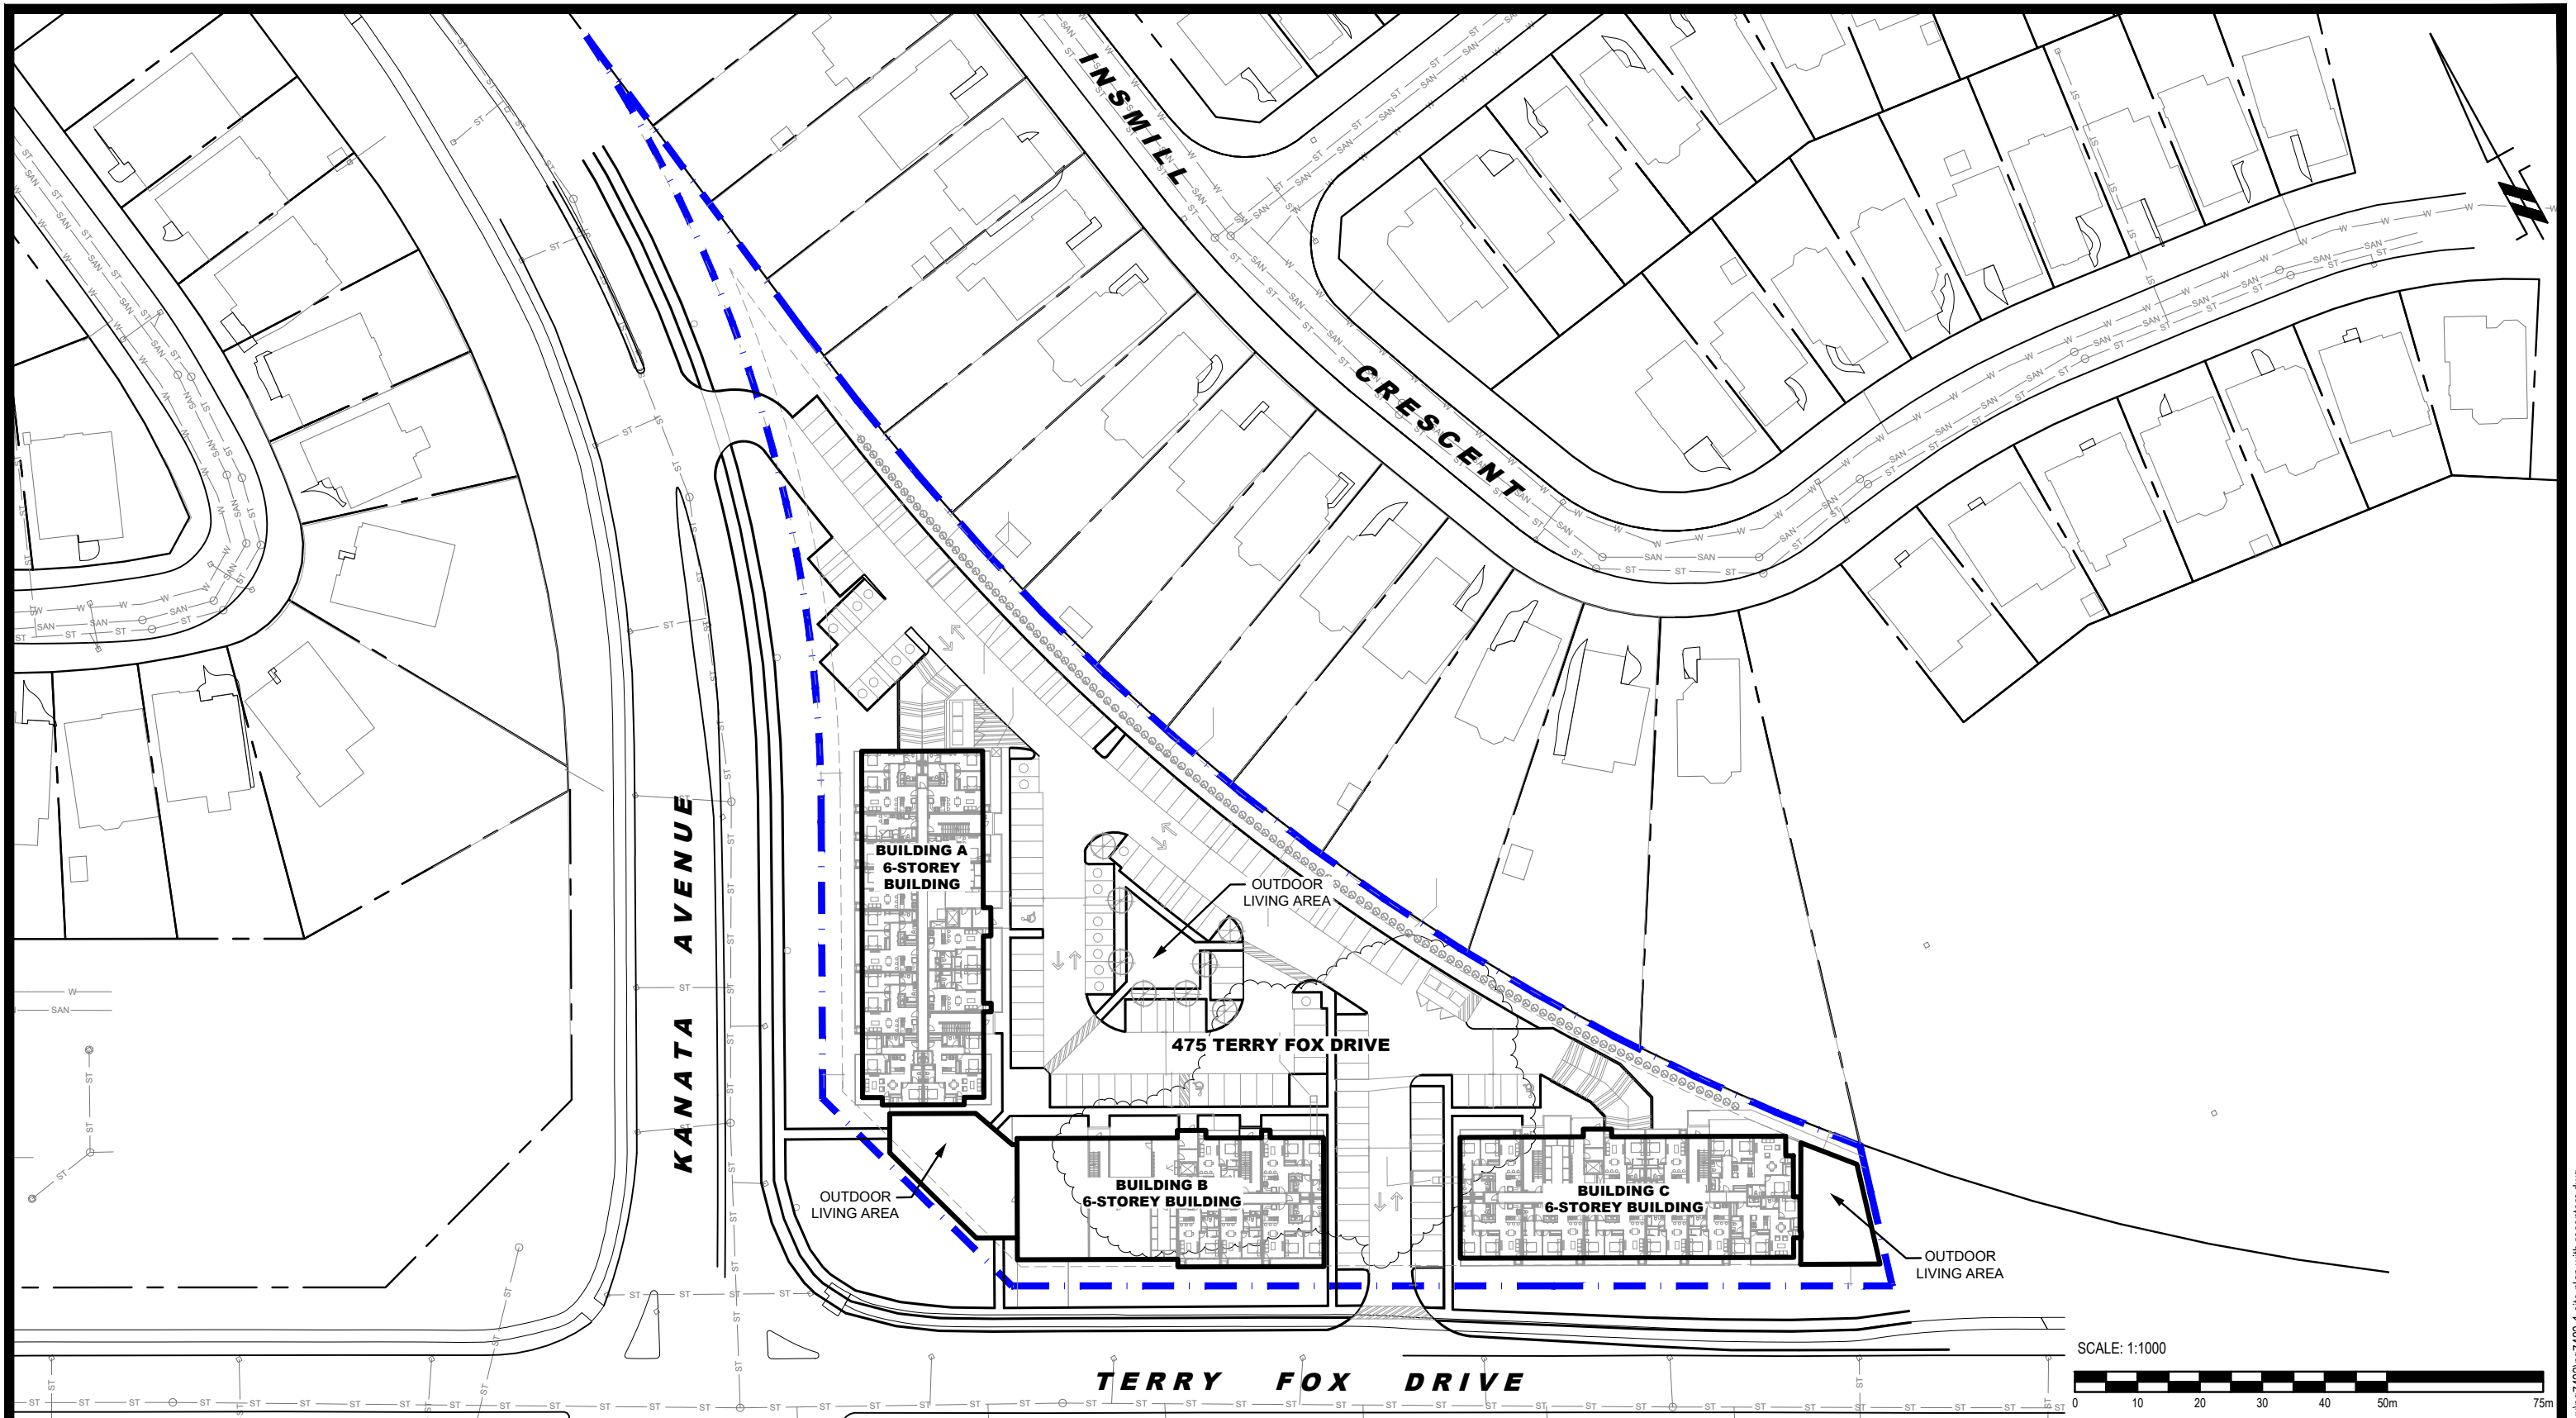 INSMILL
CRESCENT
BUILDING A
6-STOREY
BUILDING
OUTDOOR
LIVING AREA
KANATA AVENUE
475 TERRY FOX DRIVE
OUTDOOR
LIVING AREA
BUILDING B
6-STOREY BUILDING
BUILDING C
6-STOREY BUILDING
OUTDOOR
LIVING AREA
TERRY FOX DRIVE
SCALE: 1:1000
0 10 20 30 40 50m 75m